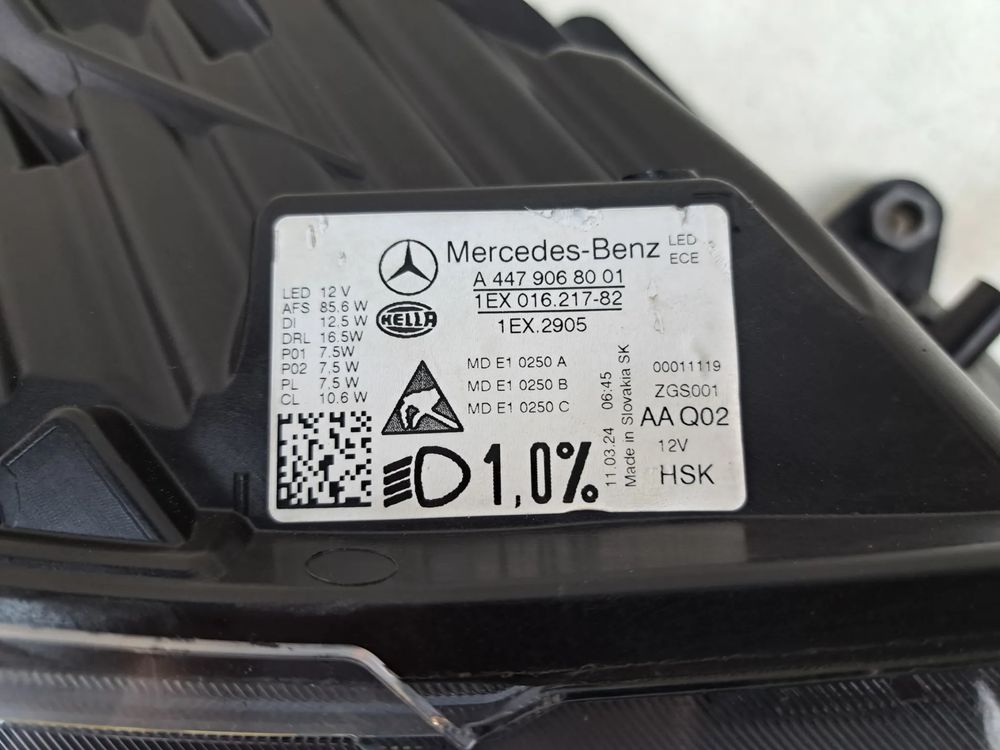 Mercedes-Benz
LED
ECE
A 447 906 80 01
1EX 016.217-82
HELLA
1EX.2905
LED 12 V
AFS 85,6 W
DI 12,5 W
DRL 16,5W
P01 7,5W
P02 7,5 W
PL 7,5 W
CL 10,6 W
MD E1 0250 A
MD E1 0250 B
MD E1 0250 C
1,0%
11.03.24 06:45
Made in Slovakia SK
00011119
ZGS001
AA Q02
12V
HSK